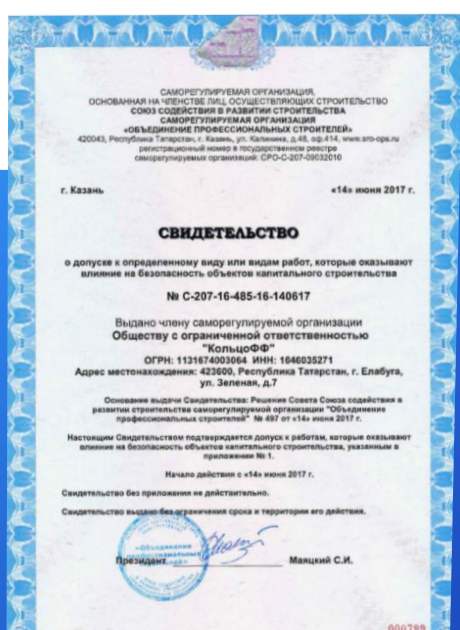 САМОРЕГУЛИРУЕМАЯ ОРГАНИЗАЦИЯ,
ОСНОВАННАЯ НА ЧЛЕНСТВЕ ЛИЦ, ОСУЩЕСТВЛЯЮЩИХ СТРОИТЕЛЬСТВО
СОЮЗ СОДЕЙСТВИЯ В РАЗВИТИИ СТРОИТЕЛЬСТВА
САМОРЕГУЛИРУЕМАЯ ОРГАНИЗАЦИЯ
«ОБЪЕДИНЕНИЕ ПРОФЕССИОНАЛЬНЫХ СТРОИТЕЛЕЙ»
420043, Республика Татарстан, г. Казань, ул. Калинина, д.48, оф.414, www.sro-ops.ru
регистрационный номер в государственном реестре
саморегулируемых организаций: СРО-С-207-09032010
г. Казань «14» июня 2017 г.
СВИДЕТЕЛЬСТВО
о допуске к определенному виду или видам работ, которые оказывают
влияние на безопасность объектов капитального строительства
№ С-207-16-485-16-140617
Выдано члену саморегулируемой организации
Обществу с ограниченной ответственностью
"КольцоФФ"
ОГРН: 1131674003064 ИНН: 1646035271
Адрес местонахождения: 423600, Республика Татарстан, г. Елабуга,
ул. Зеленая, д.7
Основание выдачи Свидетельства: Решение Совета Союза содействия в
развитии строительства саморегулируемой организации "Объединение
профессиональных строителей" № 497 от «14» июня 2017 г.
Настоящим Свидетельством подтверждается допуск к работам, которые оказывают
влияние на безопасность объектов капитального строительства, указанным в
приложении № 1.
Начало действия с «14» июня 2017 г.
Свидетельство без приложения не действительно.
Свидетельство выдано без ограничения срока и территории его действия.
«Объединение
профессиональных
Президент Маяцкий С.И.
000799